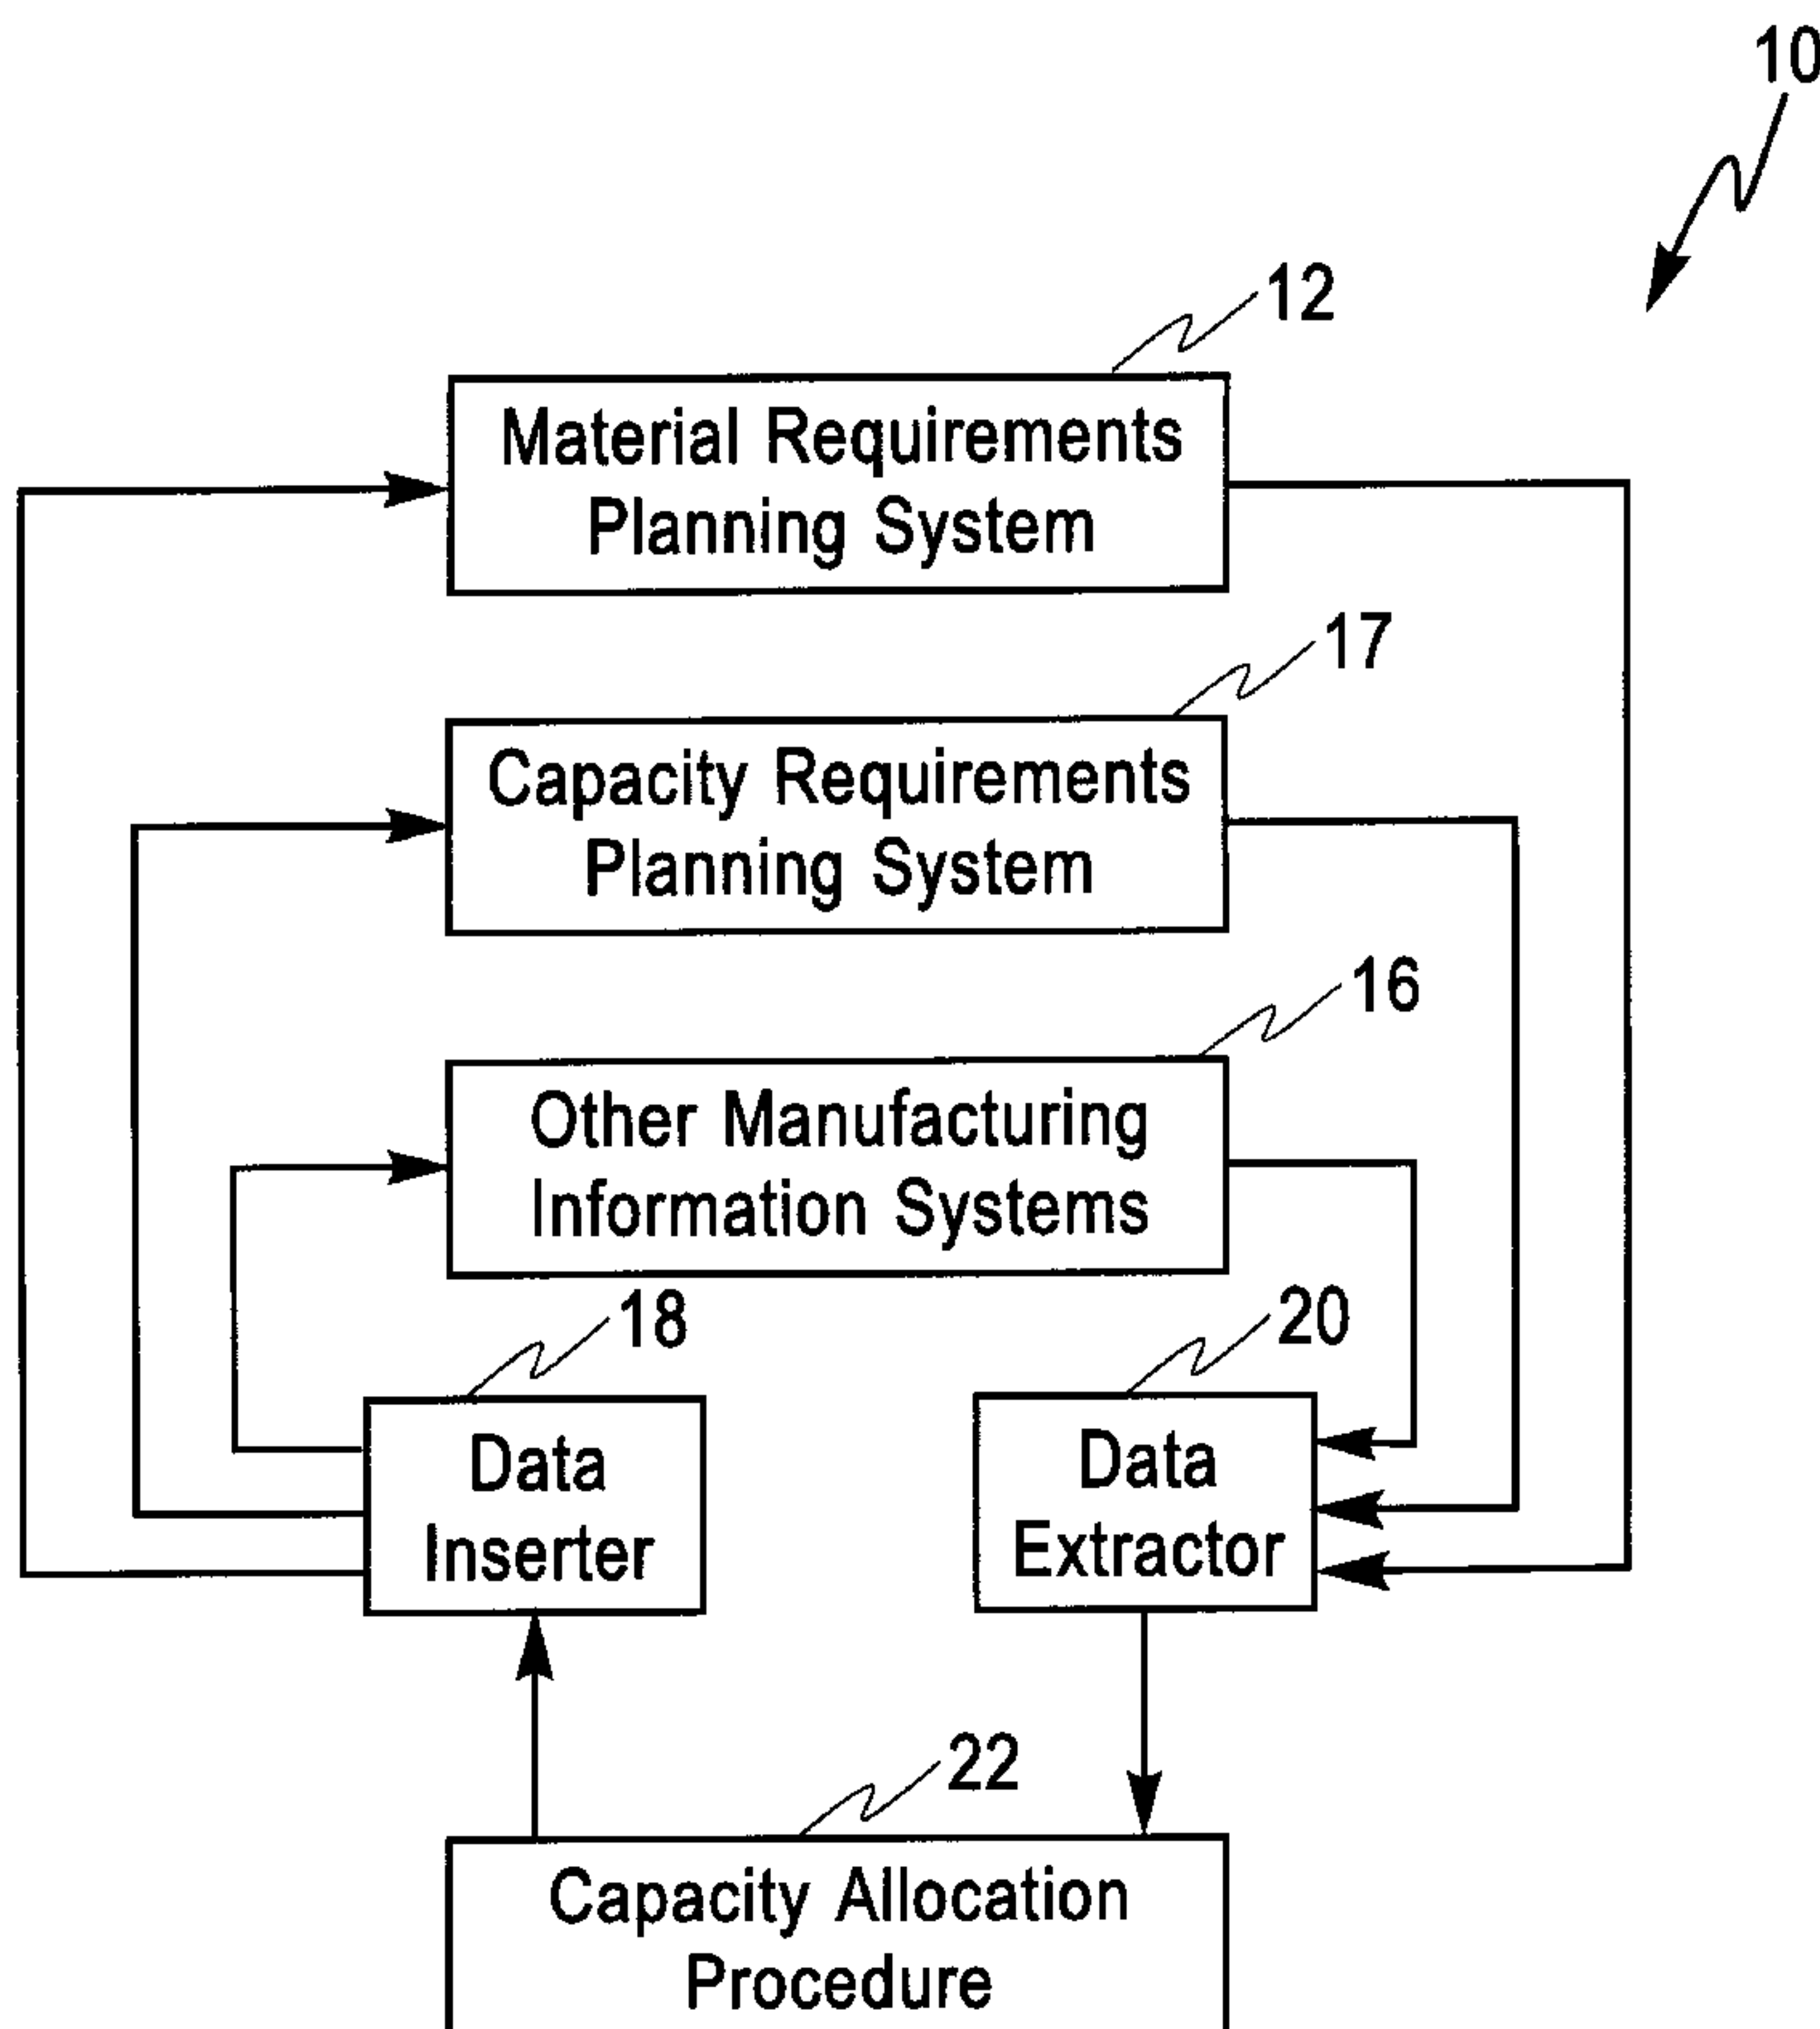 10
12
Material Requirements
Planning System
17
Capacity Requirements
Planning System
16
Other Manufacturing
Information Systems
18
20
Data
Inserter
Data
Extractor
22
Capacity Allocation
Procedure